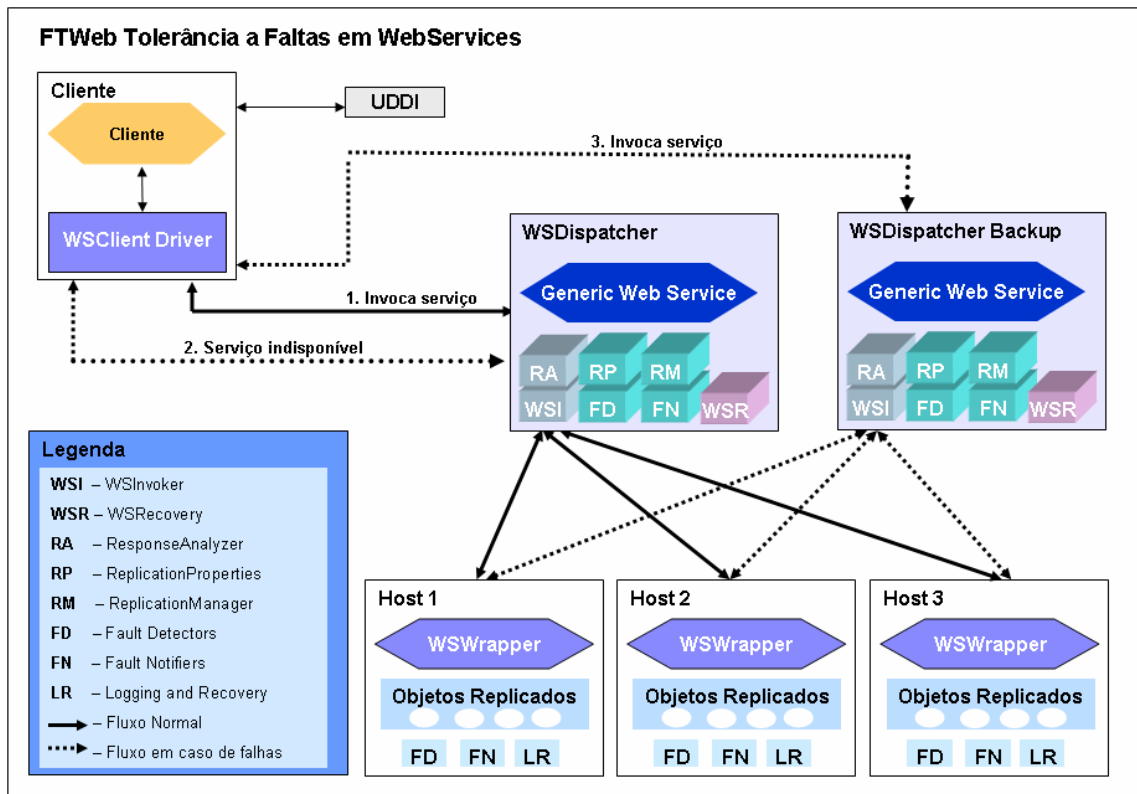 FTWeb Tolerância a Faltas em WebServices
Cliente
Cliente
WSClient Driver
UDDI
3. Invoca serviço
1. Invoca serviço
2. Serviço indisponível
WSDispatcher
Generic Web Service
RA
RP
RM
WSI
FD
FN
WSR
WSDispatcher Backup
Generic Web Service
RA
RP
RM
WSI
FD
FN
WSR
Legenda
WSI – WSInvoker
WSR – WSRecovery
RA – ResponseAnalyzer
RP – ReplicationProperties
RM – ReplicationManager
FD – Fault Detectors
FN – Fault Notifiers
LR – Logging and Recovery
– Fluxo Normal
– Fluxo em caso de falhas
Host 1
WSWrapper
Objetos Replicados
FD FN LR
Host 2
WSWrapper
Objetos Replicados
FD FN LR
Host 3
WSWrapper
Objetos Replicados
FD FN LR